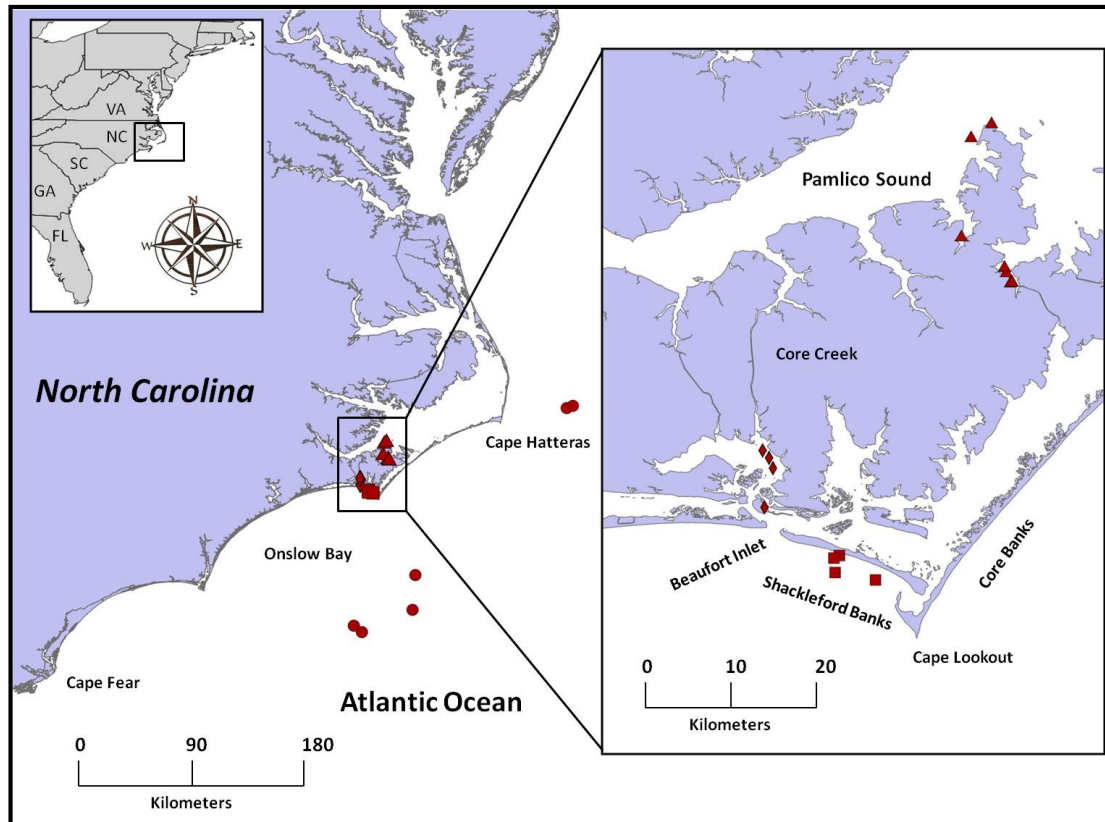 VA
NC
SC
GA
FL
N
W
E
S
North Carolina
Cape Hatteras
Onslow Bay
Cape Fear
Atlantic Ocean
0 90 180
Kilometers
Pamlico Sound
Core Creek
Beaufort Inlet
Shackleford Banks
Core Banks
Cape Lookout
0 10 20
Kilometers